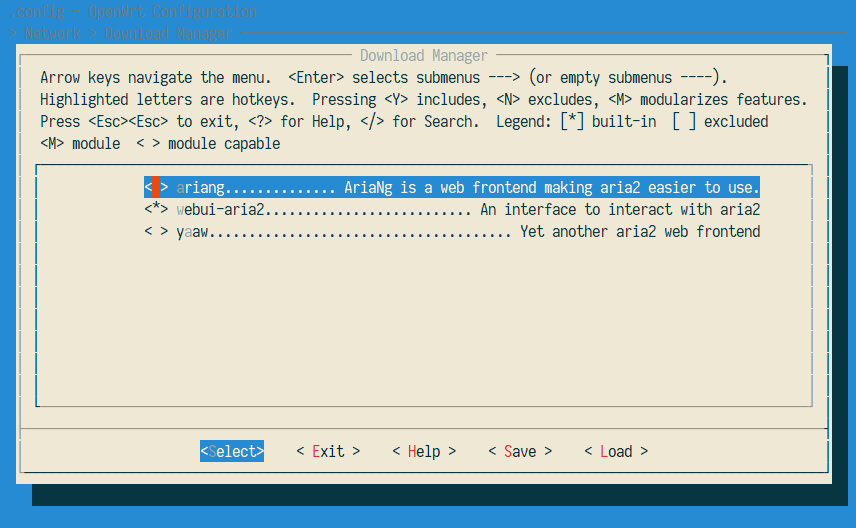 .config - OpenWrt Configuration
> Network > Download Manager
Download Manager
Arrow keys navigate the menu.  <Enter> selects submenus ---> (or empty submenus ----).
Highlighted letters are hotkeys.  Pressing <Y> includes, <N> excludes, <M> modularizes features.
Press <Esc><Esc> to exit, <?> for Help, </> for Search.  Legend: [*] built-in  [ ] excluded
<M> module  < > module capable
< > ariang.............. AriaNg is a web frontend making aria2 easier to use.
<*> webui-aria2.......................... An interface to interact with aria2
< > yaaw...................................... Yet another aria2 web frontend
<Select>    < Exit >    < Help >    < Save >    < Load >